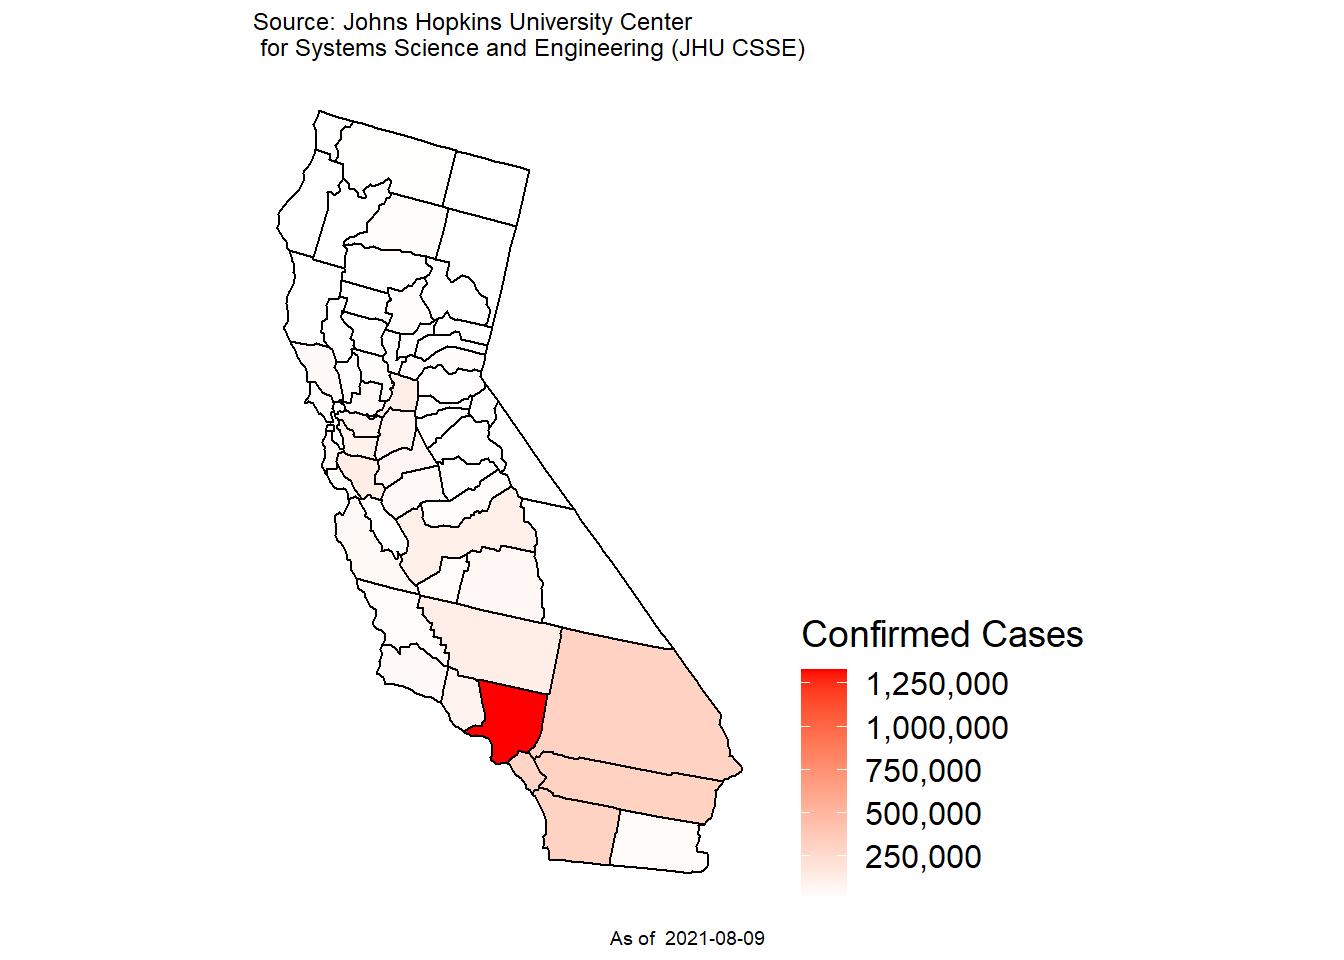 Source: Johns Hopkins University Center
for Systems Science and Engineering (JHU CSSE)
Confirmed Cases
1,250,000
1,000,000
750,000
500,000
250,000
As of  2021-08-09